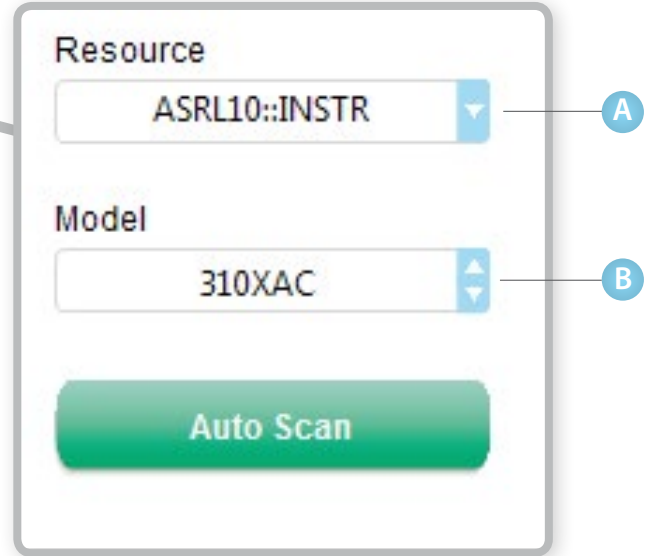 Resource
ASRL10::INSTR
A
Model
310XAC
B
Auto Scan